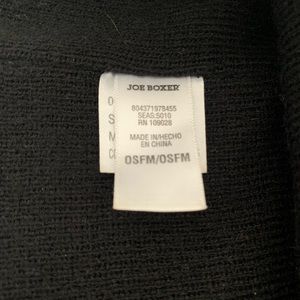 JOE BOXER
804371978455
SEAS:5010
RN 109028
MADE IN/HECHO
EN CHINA
OSFM/OSFM